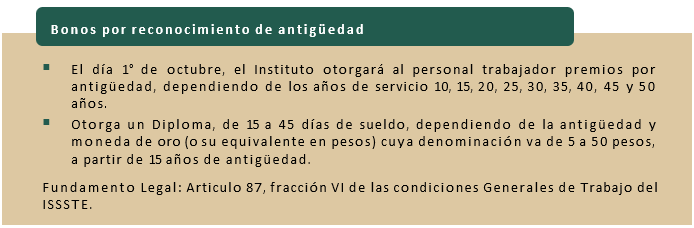 Bonos por reconocimiento de antigüedad
▪ El día 1° de octubre, el Instituto otorgará al personal trabajador premios por
antigüedad, dependiendo de los años de servicio 10, 15, 20, 25, 30, 35, 40, 45 y 50
años.
▪ Otorga un Diploma, de 15 a 45 días de sueldo, dependiendo de la antigüedad y
moneda de oro (o su equivalente en pesos) cuya denominación va de 5 a 50 pesos,
a partir de 15 años de antigüedad.
Fundamento Legal: Articulo 87, fracción VI de las condiciones Generales de Trabajo del
ISSSTE.